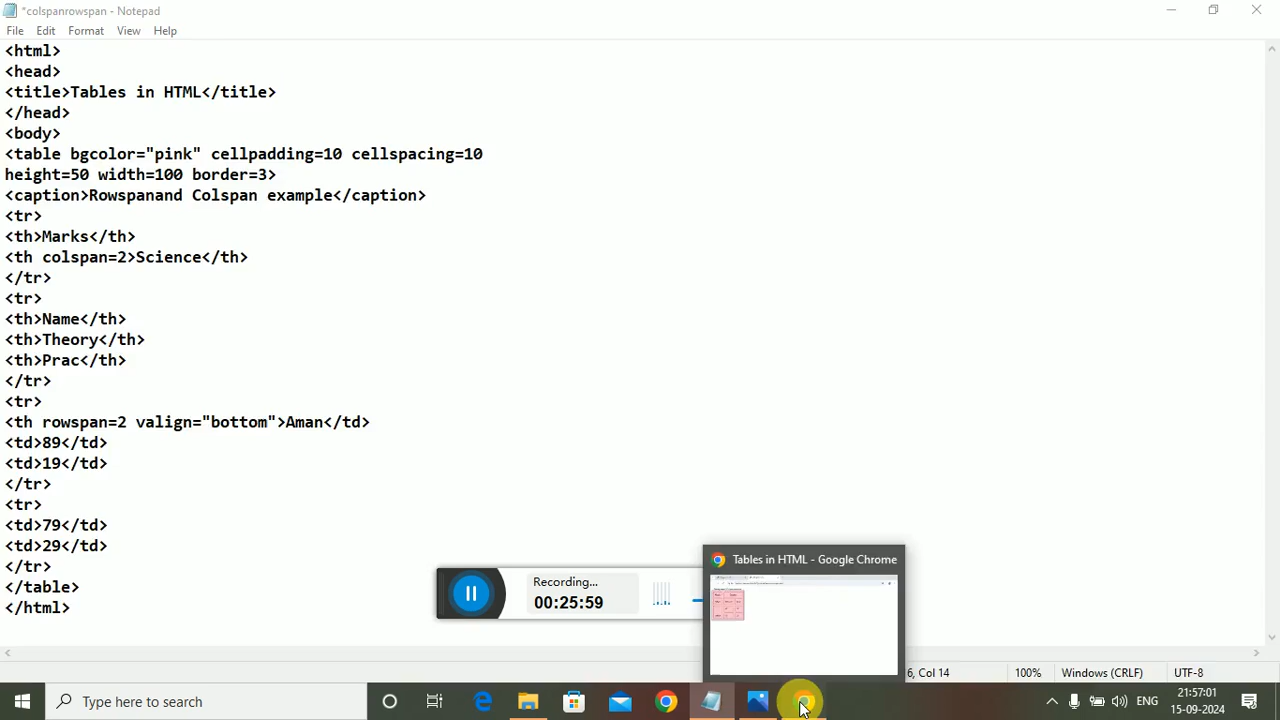 *colspanrowspan - Notepad
File Edit Format View Help
<html>
<head>
<title>Tables in HTML</title>
</head>
<body>
<table bgcolor="pink" cellpadding=10 cellspacing=10
height=50 width=100 border=3>
<caption>Rowspanand Colspan example</caption>
<tr>
<th>Marks</th>
<th colspan=2>Science</th>
</tr>
<tr>
<th>Name</th>
<th>Theory</th>
<th>Prac</th>
</tr>
<tr>
<th rowspan=2 valign="bottom">Aman</td>
<td>89</td>
<td>19</td>
</tr>
<tr>
<td>79</td>
<td>29</td>
</tr>
</table>
</html>
Recording...
00:25:59
Tables in HTML - Google Chrome
6, Col 14 100% Windows (CRLF) UTF-8
Type here to search
ENG
21:57:01
15-09-2024